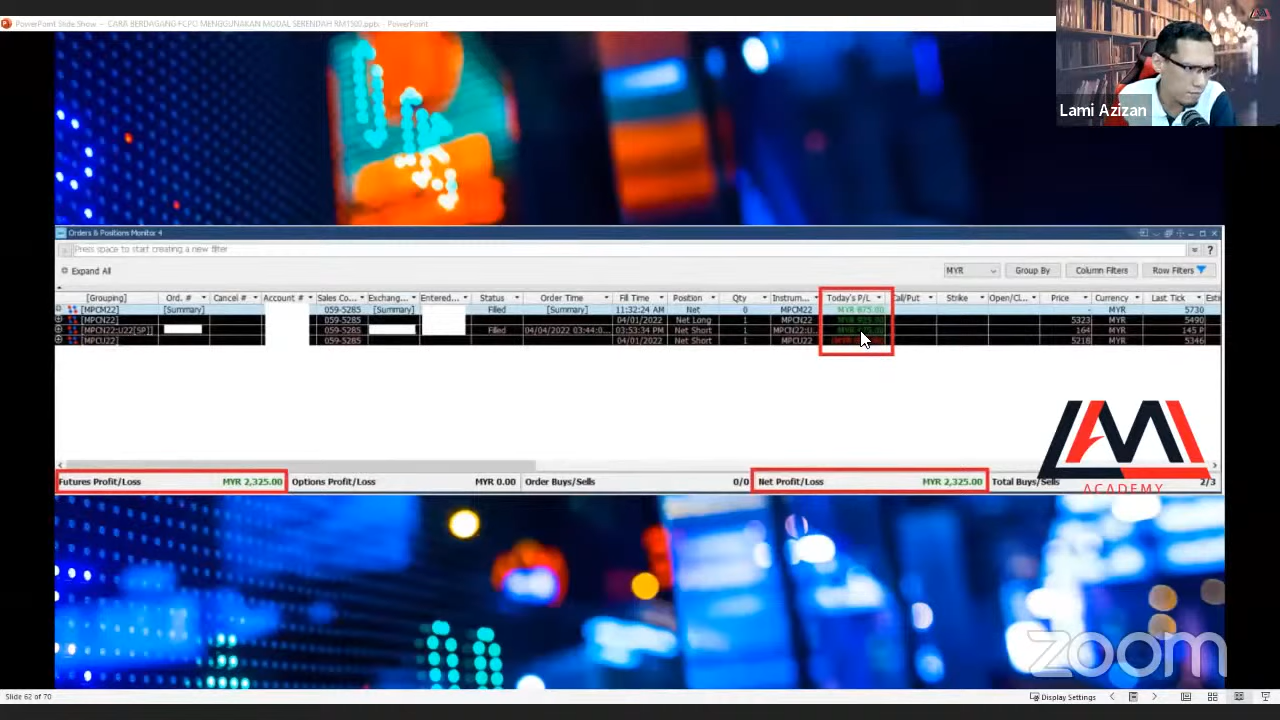 PowerPoint Slide Show - CARA BERDAGANG FCPO MENGGUNAKAN MODAL SERENDAH RM1500.pptx - PowerPoint
Lami Azizan
Orders & Positions Monitor 4
Press space to start creating a new filter
Expand All MYR Group By Column Filters Row Filters
[Grouping] Ord. # Cancel # Account # Sales Co... Exchang... Entered... Status Order Time Fill Time Position Qty Instrum... Today's P/L Call/Put Strike Open/Cl... Price Currency Last Tick
[MPCM22] [Summary] 059-5285 [Summary] Filled [Summary] 11:32:24 AM Net 0 MPCM22 MYR 875.00 - MYR 5730
[MPCN22] 059-5285 04/01/2022 Net Long 1 MPCN22 5323 MYR 5490
[MPCN22:U22[SP]] Filled 04/04/2022 03:44:0... 03:53:34 PM Net Short 1 MPCN22:U... 164 MYR 145 P
[MPCU22] 059-5285 04/01/2022 Net Short 1 MPCU22 5218 MYR 5346
Futures Profit/Loss MYR 2,325.00 Options Profit/Loss MYR 0.00 Order Buys/Sells 0/0 Net Profit/Loss MYR 2,325.00 Total Buys/Sells 2/3
ACADEMY
zoom
Slide 62 of 70
Display Settings